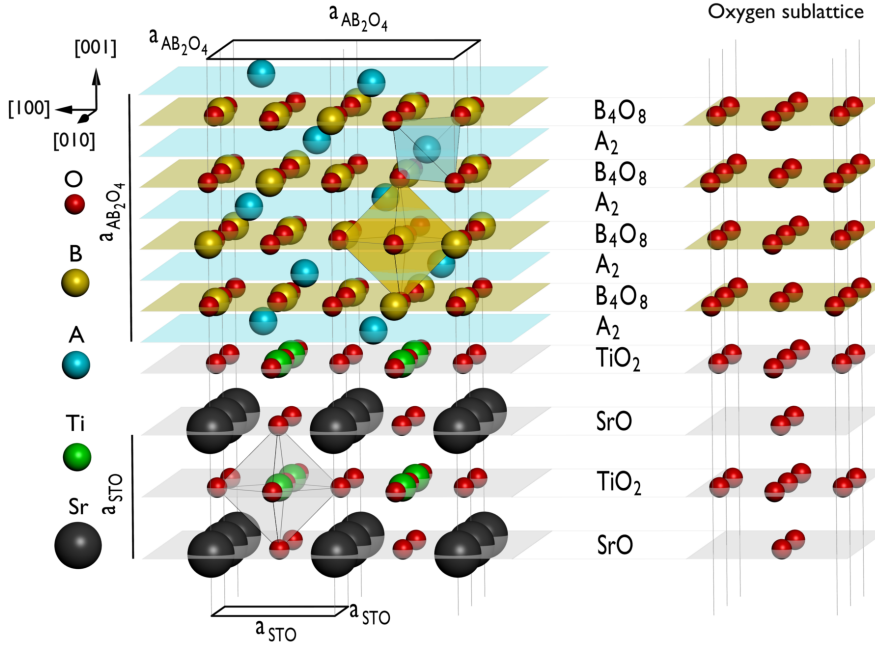 a_AB₂O₄
Oxygen sublattice
a_AB₂O₄
[001]
[100]
[010]
B₄O₈
A₂
O
B₄O₈
a_AB₂O₄
A₂
B
B₄O₈
A₂
B₄O₈
A
A₂
TiO₂
Ti
SrO
a_STO
TiO₂
Sr
SrO
a_STO
a_STO